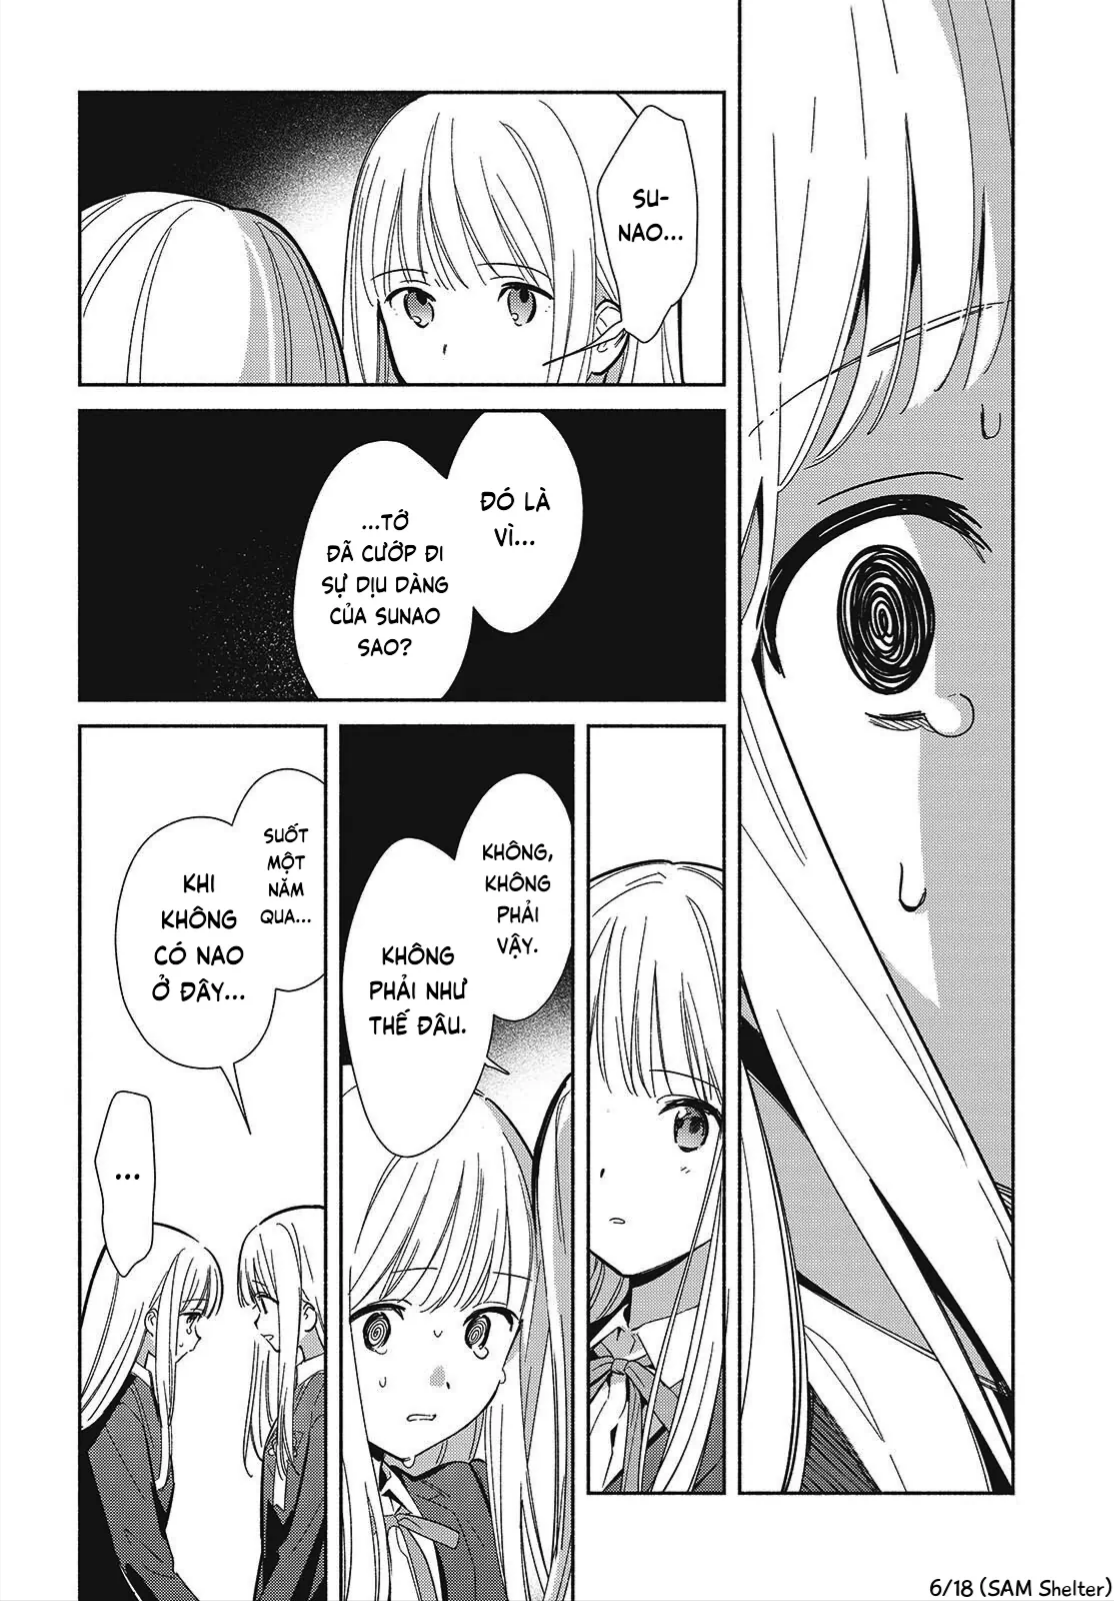 SU-
NAO...
ĐÓ LÀ
VÌ...
...TỚ
ĐÃ CƯỚP ĐI
SỰ DỊU DÀNG
CỦA SUNAO
SAO?
KHÔNG,
KHÔNG
PHẢI
VẬY.
KHÔNG
PHẢI NHƯ
THẾ ĐÂU.
SUỐT
MỘT
NĂM
QUA...
KHI
KHÔNG
CÓ NAO
Ở ĐÂY...
...
6/18 (SAM Shelter)